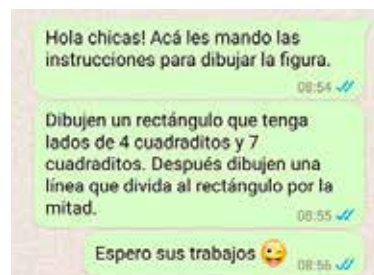 Hola chicas! Acá les mando las
instrucciones para dibujar la figura.
08:54
Dibujen un rectángulo que tenga
lados de 4 cuadraditos y 7
cuadraditos. Después dibujen una
línea que divida al rectángulo por la
mitad.
08:55
Espero sus trabajos 😜
08:56